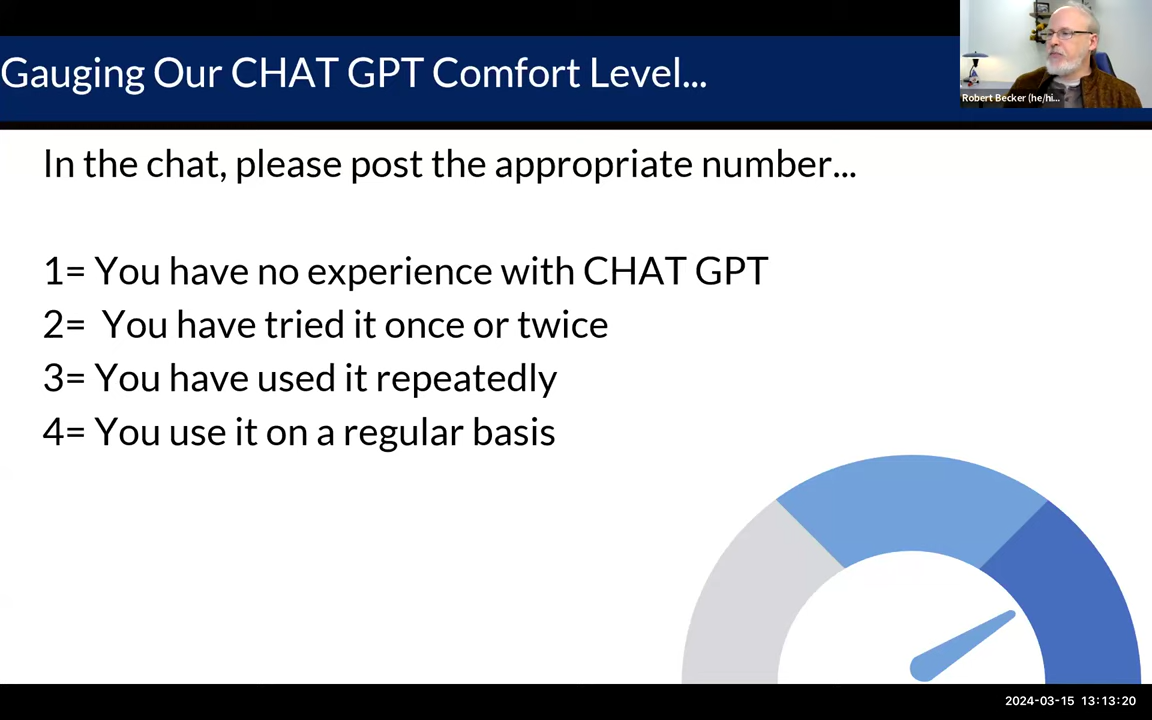 Gauging Our CHAT GPT Comfort Level...
Robert Becker (he/hi...
In the chat, please post the appropriate number...
1= You have no experience with CHAT GPT
2= You have tried it once or twice
3= You have used it repeatedly
4= You use it on a regular basis
2024-03-15 13:13:20